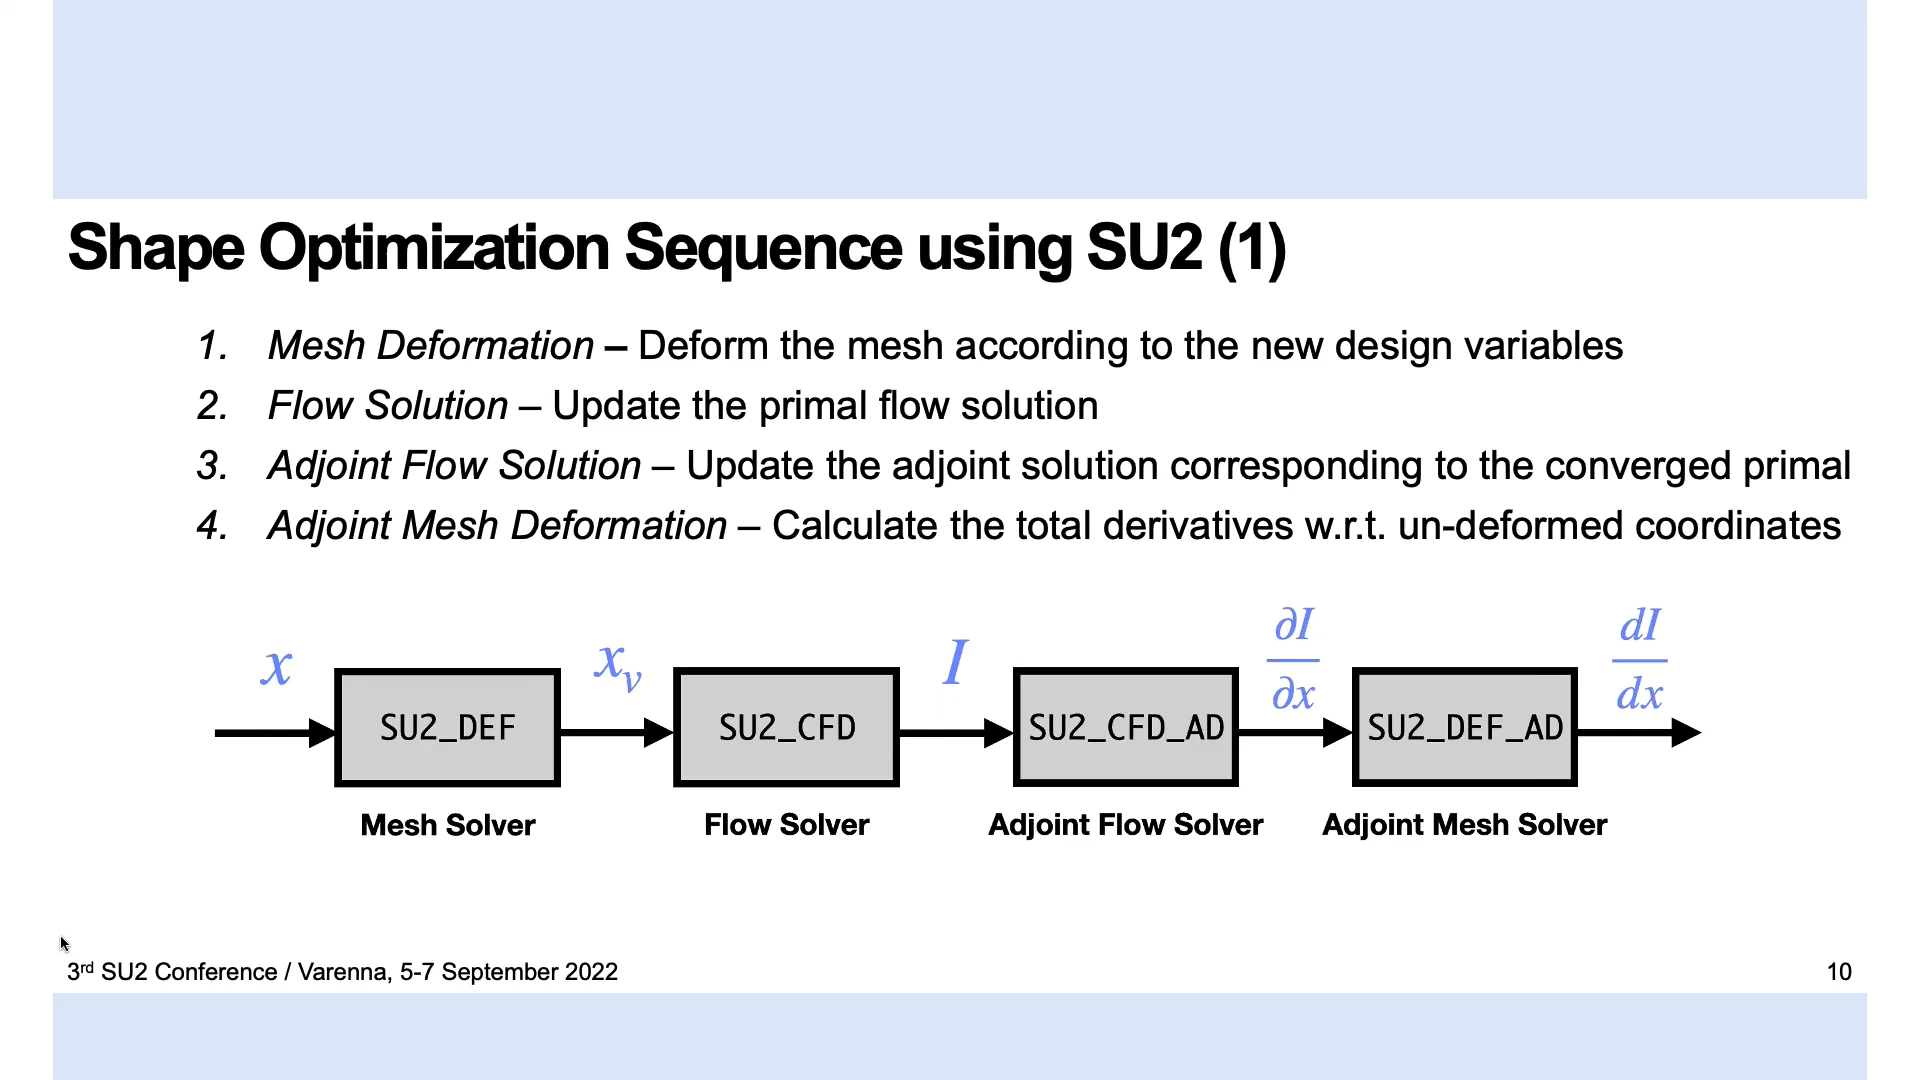 Shape Optimization Sequence using SU2 (1)
1. Mesh Deformation – Deform the mesh according to the new design variables
2. Flow Solution – Update the primal flow solution
3. Adjoint Flow Solution – Update the adjoint solution corresponding to the converged primal
4. Adjoint Mesh Deformation – Calculate the total derivatives w.r.t. un-deformed coordinates
x
SU2_DEF
Mesh Solver
xᵥ
SU2_CFD
Flow Solver
I
SU2_CFD_AD
Adjoint Flow Solver
∂I
∂x
SU2_DEF_AD
Adjoint Mesh Solver
dI
dx
3rd SU2 Conference / Varenna, 5-7 September 2022
10